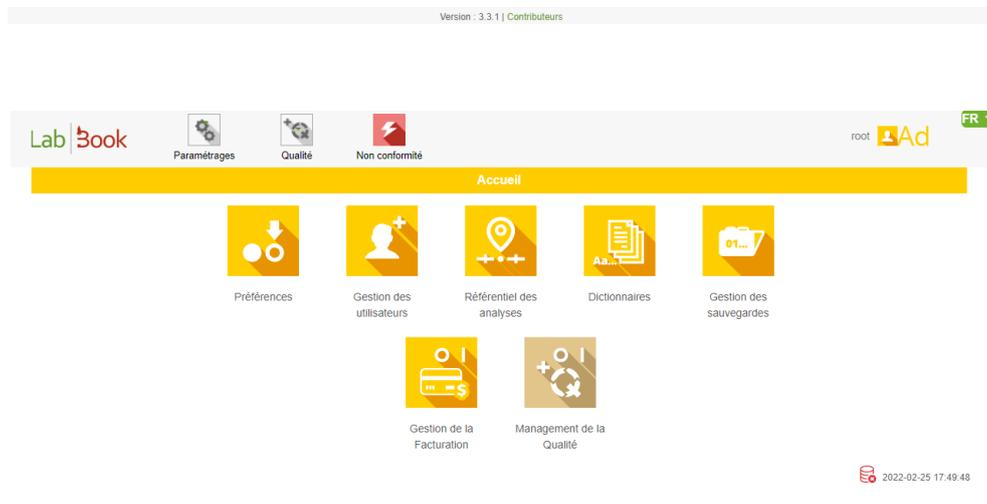 Version : 3.3.1 | Contributeurs
Lab Book
Paramétrages
Qualité
Non conformité
root
Ad
FR
Accueil
Préférences
Gestion des
utilisateurs
Référentiel des
analyses
Aa...
Dictionnaires
01...
Gestion des
sauvegardes
Gestion de la
Facturation
Management de la
Qualité
2022-02-25 17:49:48